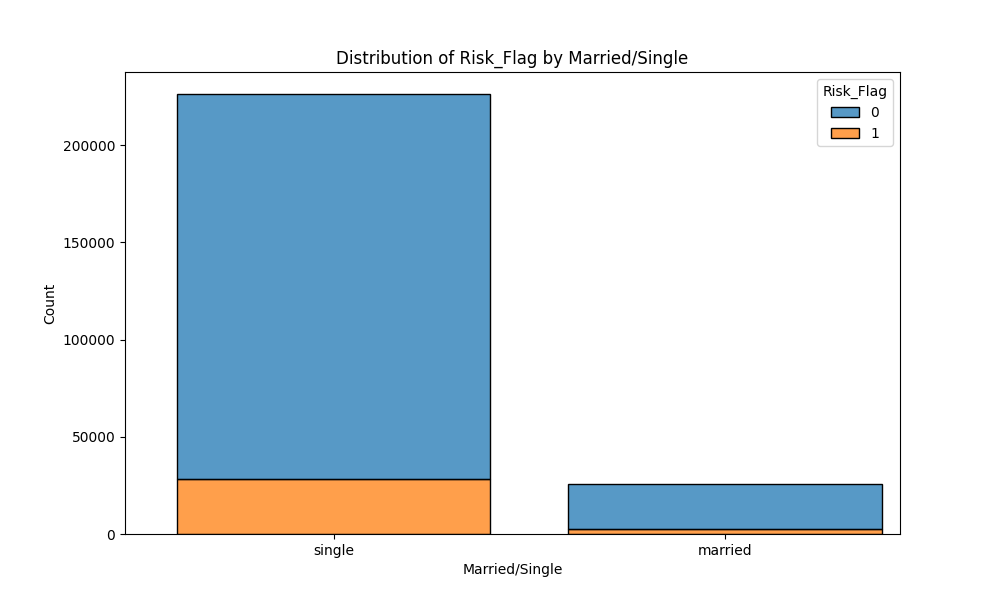 Distribution of Risk_Flag by Married/Single
Risk_Flag
0
1
200000
150000
100000
50000
0
Count
single
married
Married/Single